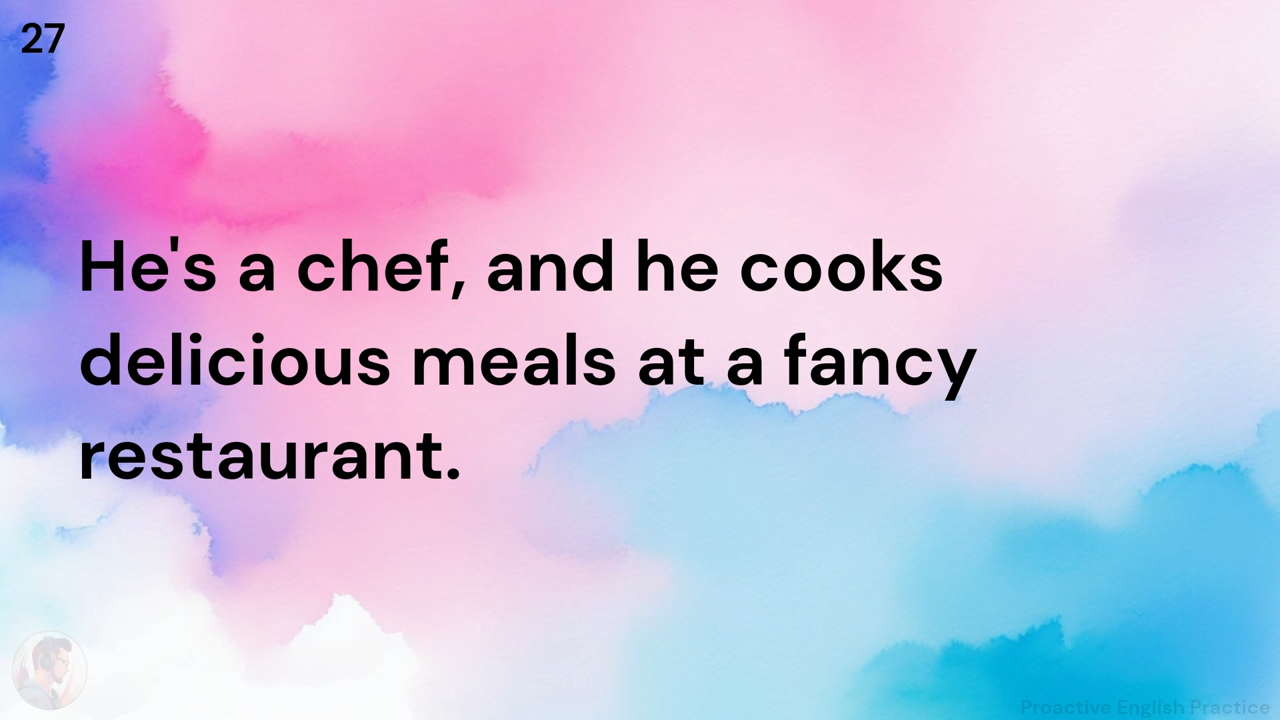 27
He's a chef, and he cooks
delicious meals at a fancy
restaurant.
Proactive English Practice